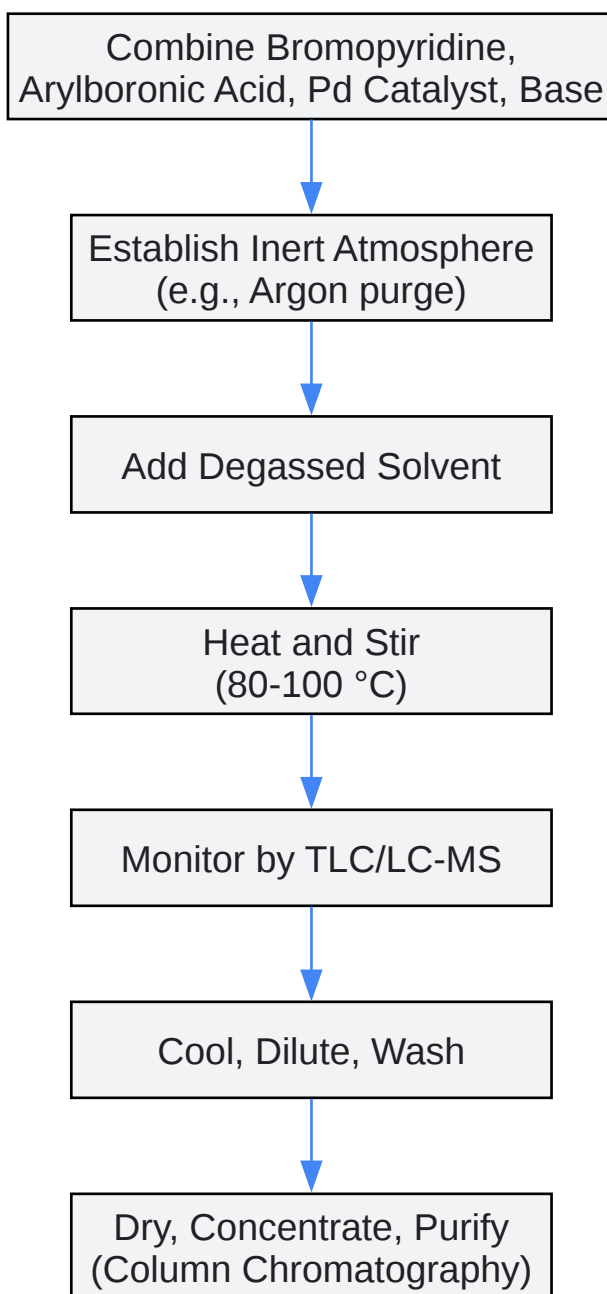 Combine Bromopyridine,
Arylboronic Acid, Pd Catalyst, Base
Establish Inert Atmosphere
(e.g., Argon purge)
Add Degassed Solvent
Heat and Stir
(80-100 °C)
Monitor by TLC/LC-MS
Cool, Dilute, Wash
Dry, Concentrate, Purify
(Column Chromatography)